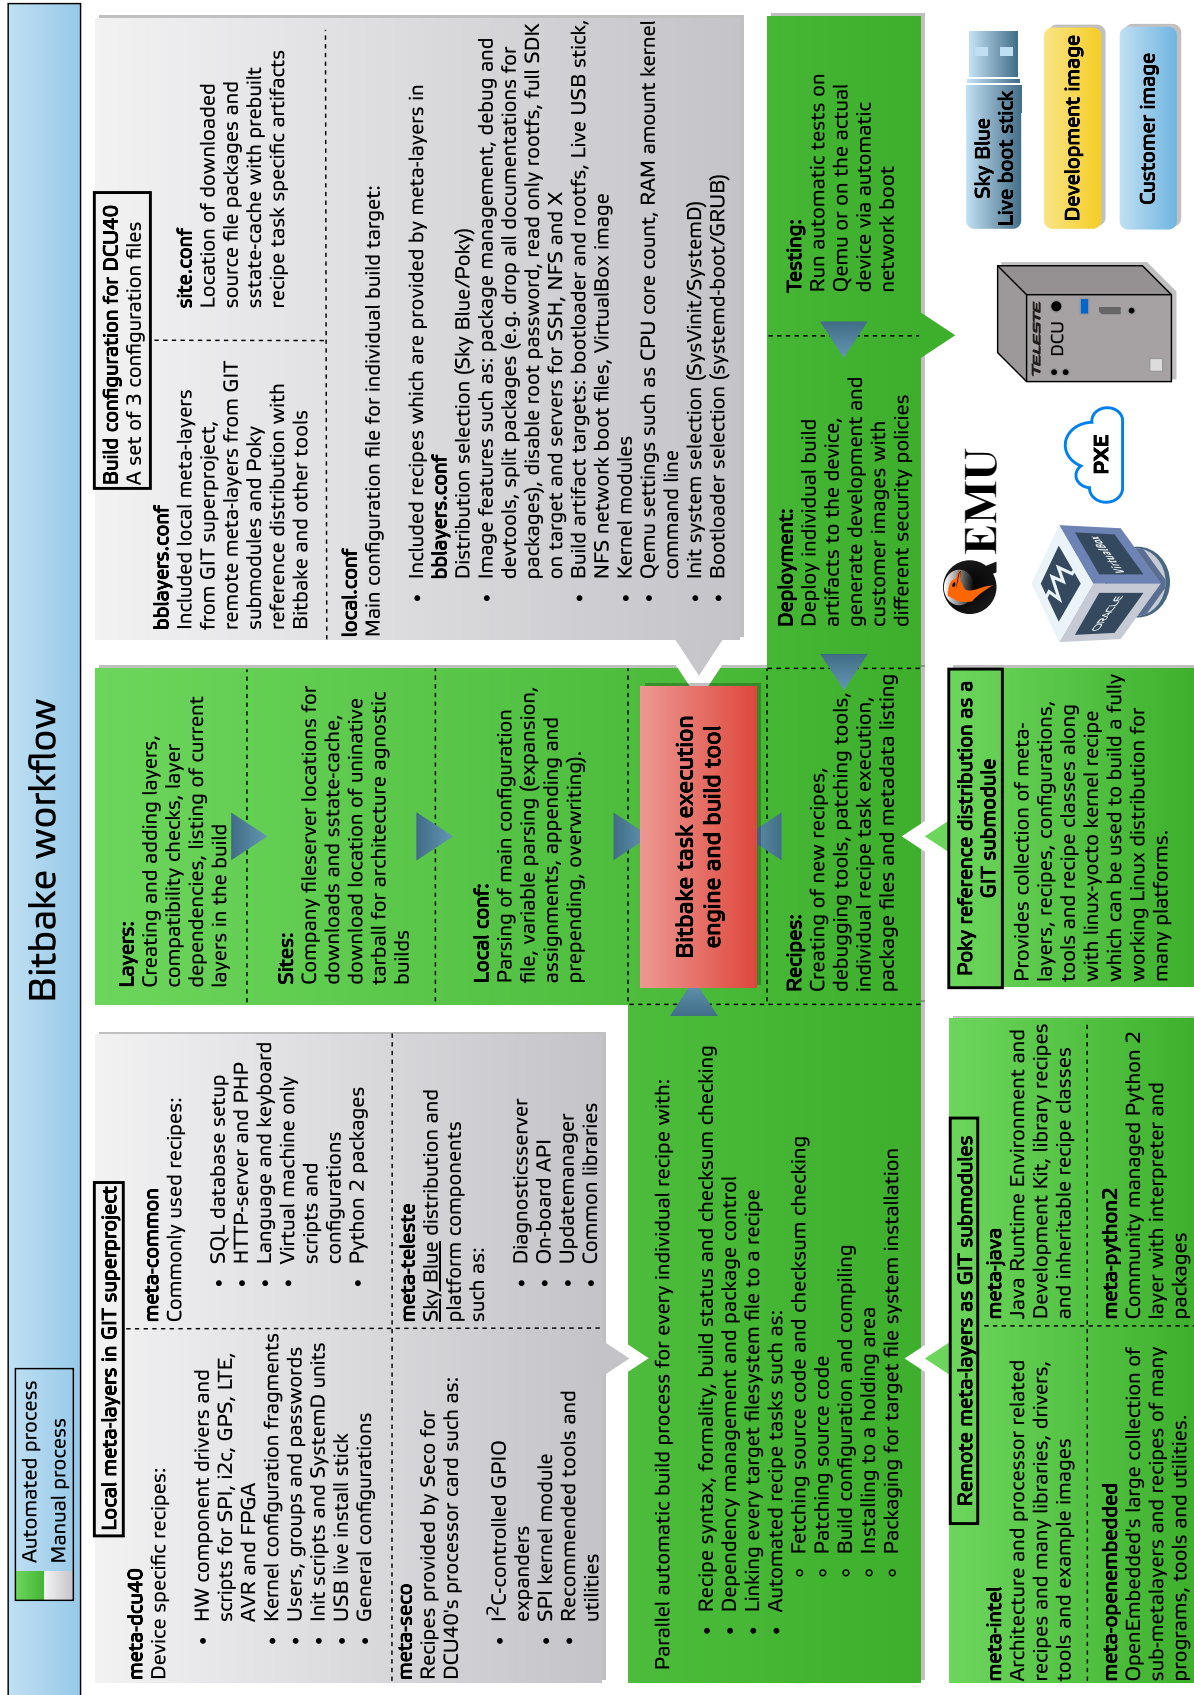 Bitbake workflow
Automated process
Manual process
Local meta-layers in GIT superproject
meta-dcu40
Device specific recipes:
• HW component drivers and
scripts for SPI, i2c, GPS, LTE,
AVR and FPGA
• Kernel configuration fragments
• Users, groups and passwords
• Init scripts and SystemD units
• USB live install stick
• General configurations
meta-common
Commonly used recipes:
• SQL database setup
• HTTP-server and PHP
• Language and keyboard
• Virtual machine only
scripts and
configurations
• Python 2 packages
meta-seco
Recipes provided by Seco for
DCU40's processor card such as:
• I²C-controlled GPIO
expanders
• SPI kernel module
• Recommended tools and
utilities
meta-teleste
Sky Blue distribution and
platform components
such as:
• Diagnosticsserver
• On-board API
• Updatemanager
• Common libraries
Layers:
Creating and adding layers,
compatibility checks, layer
dependencies, listing of current
layers in the build
Sites:
Company fileserver locations for
downloads and sstate-cache,
download location of uninative
tarball for architecture agnostic
builds
Local conf:
Parsing of main configuration
file, variable parsing (expansion,
assignments, appending and
prepending, overwriting).
Bitbake task execution
engine and build tool
Build configuration for DCU40
A set of 3 configuration files
bblayers.conf
Included local meta-layers
from GIT superproject,
remote meta-layers from GIT
submodules and Poky
reference distribution with
Bitbake and other tools
site.conf
Location of downloaded
source file packages and
sstate-cache with prebuilt
recipe task specific artifacts
local.conf
Main configuration file for individual build target:
• Included recipes which are provided by meta-layers in
bblayers.conf
Distribution selection (Sky Blue/Poky)
• Image features such as: package management, debug and
devtools, split packages (e.g. drop all documentations for
packages), disable root password, read only rootfs, full SDK
on target and servers for SSH, NFS and X
• Build artifact targets: bootloader and rootfs, Live USB stick,
NFS network boot files, VirtualBox image
• Kernel modules
• Qemu settings such as CPU core count, RAM amount kernel
command line
• Init system selection (SysVinit/SystemD)
• Bootloader selection (systemd-boot/GRUB)
Parallel automatic build process for every individual recipe with:
• Recipe syntax, formality, build status and checksum checking
• Dependency management and package control
• Linking every target filesystem file to a recipe
• Automated recipe tasks such as:
◦ Fetching source code and checksum checking
◦ Patching source code
◦ Build configuration and compiling
◦ Installing to a holding area
◦ Packaging for target file system installation
Recipes:
Creating of new recipes,
debugging tools, patching tools,
individual recipe task execution,
package files and metadata listing
Deployment:
Deploy individual build
artifacts to the device,
generate development and
customer images with
different security policies
Testing:
Run automatic tests on
Qemu or on the actual
device via automatic
network boot
Remote meta-layers as GIT submodules
meta-intel
Architecture and processor related
recipes and many libraries, drivers,
tools and example images
meta-java
Java Runtime Environment and
Development Kit, library recipes
and inheritable recipe classes
meta-openembedded
OpenEmbedded's large collection of
sub-metalayers and recipes of many
programs, tools and utilities.
meta-python2
Community managed Python 2
layer with interpreter and
packages
Poky reference distribution as a
GIT submodule
Provides collection of meta-
layers, recipes, configurations,
tools and recipe classes along
with linux-yocto kernel recipe
which can be used to build a fully
working Linux distribution for
many platforms.
QEMU
ORACLE
VirtualBox
PXE
TELESTE
DCU
Sky Blue
Live boot stick
Development image
Customer image